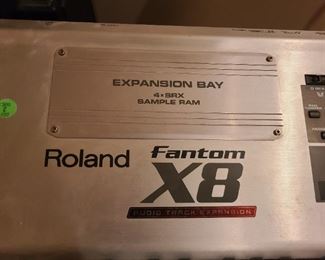 EXPANSION BAY
4×SRX
SAMPLE RAM
Roland Fantom
X8
AUDIO TRACK EXPANSION